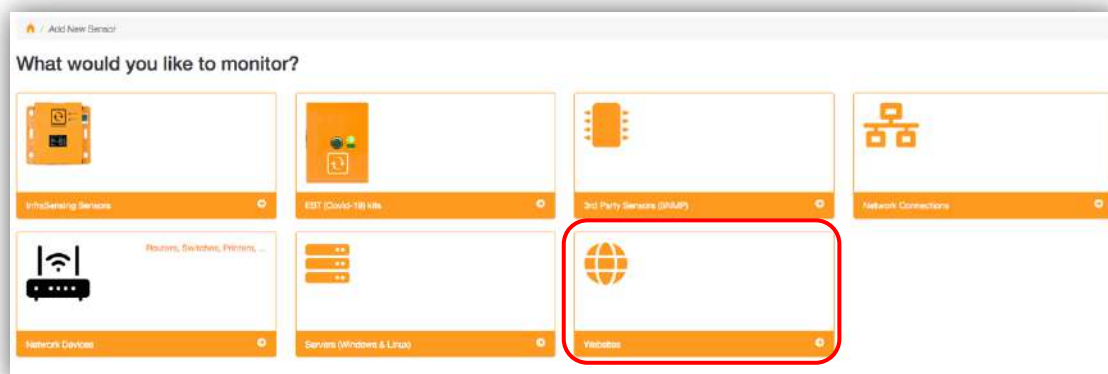 / Add New Sensor
What would you like to monitor?
InfraSensing Sensors
EST (Covid-19) kits
3rd Party Sensors (SNMP)
Network Connections
Routers, Switches, Printers, ...
Network Devices
Servers (Windows & Linux)
Websites